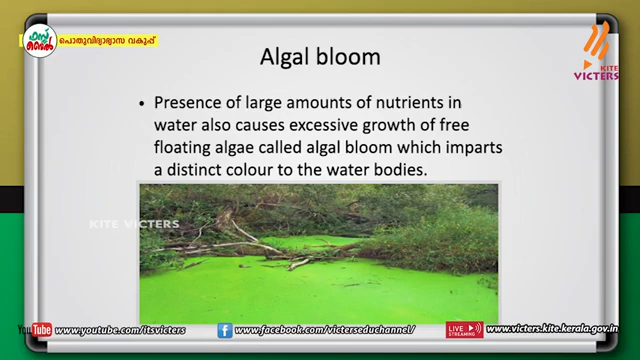 ഫസ്റ്റ്
ബെൽ
പൊതുവിദ്യാഭ്യാസ വകുപ്പ്
KITE
VICTERS
Algal bloom
• Presence of large amounts of nutrients in
water also causes excessive growth of free
floating algae called algal bloom which imparts
a distinct colour to the water bodies.
KITE VICTERS
YouTube www.youtube.com/itsvicters
f www.facebook.com/victerseduchannel/
LIVE STREAMING
www.victers.kite.kerala.gov.in